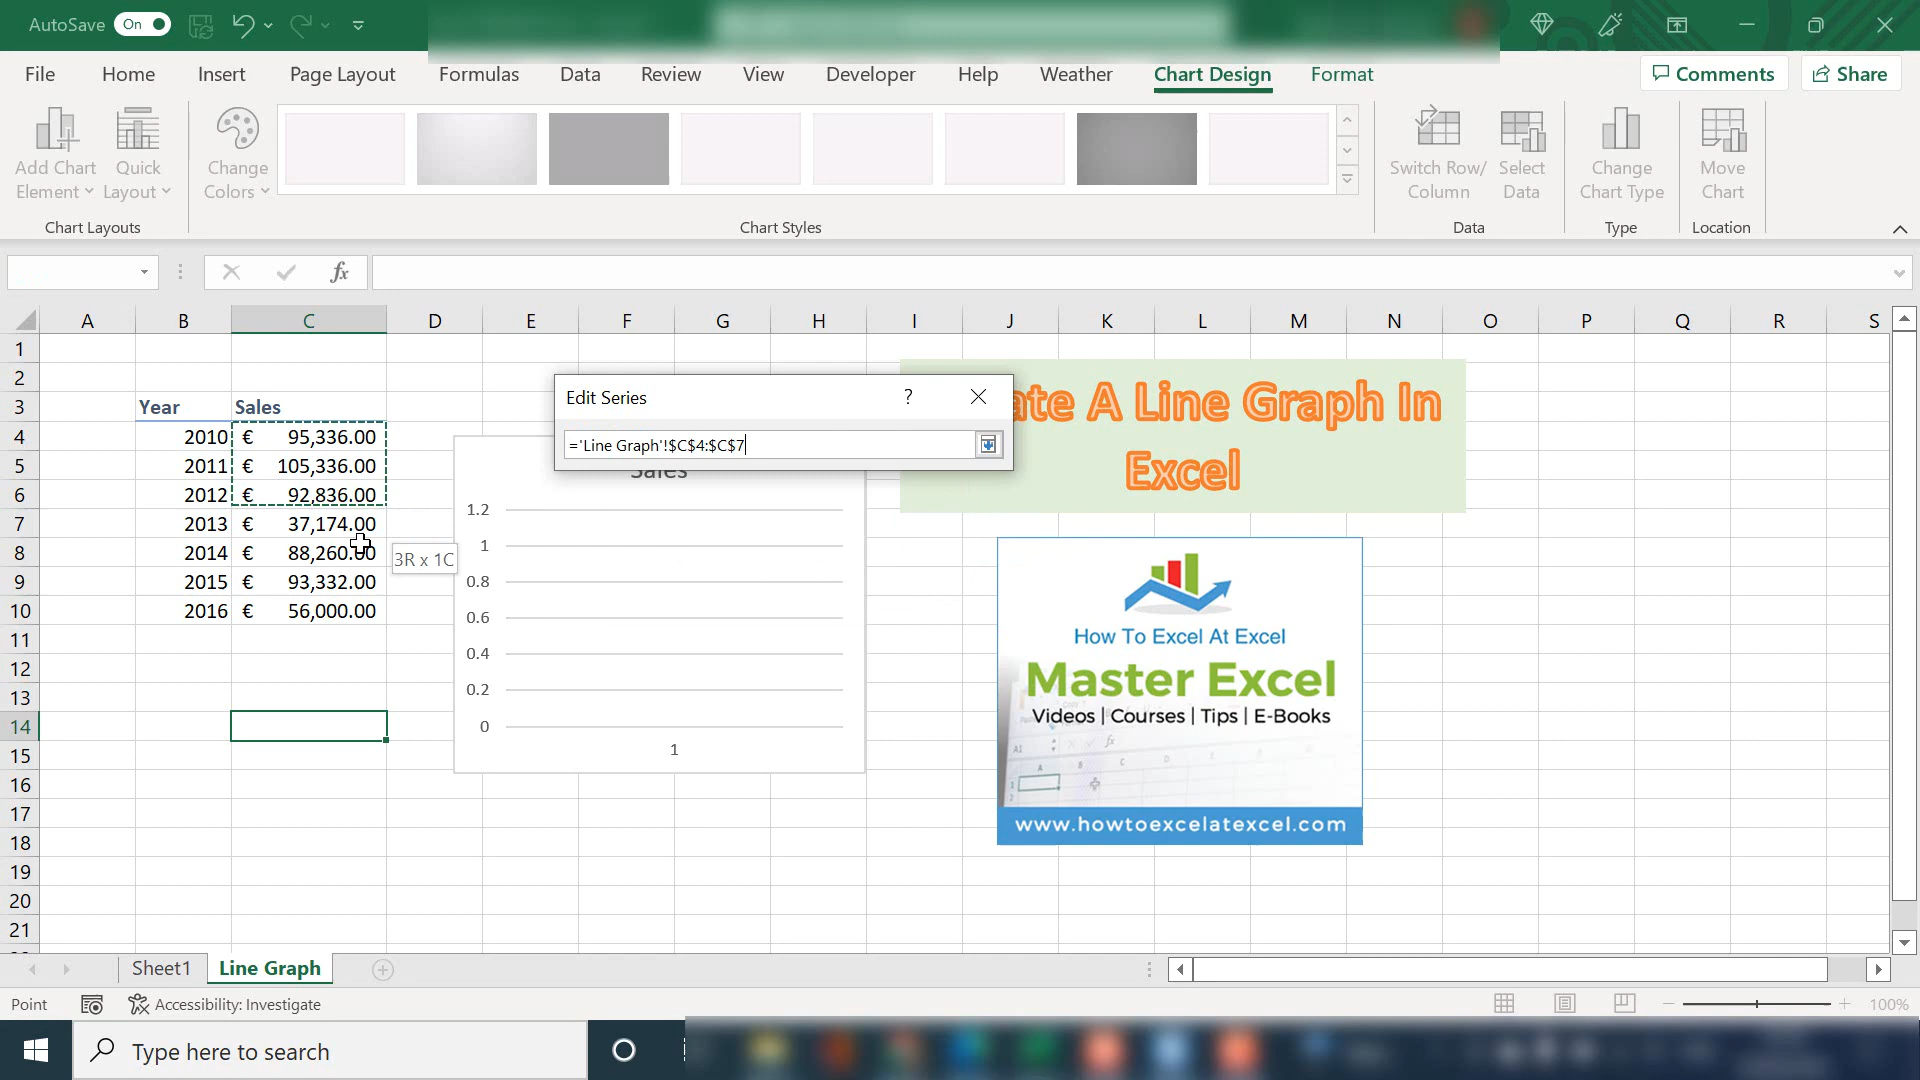 AutoSave On
File Home Insert Page Layout Formulas Data Review View Developer Help Weather Chart Design Format Comments Share
Add Chart Element Quick Layout Change Colors Switch Row/ Column Select Data Change Chart Type Move Chart
Chart Layouts Chart Styles Data Type Location
fx
A B C D E F G H I J K L M N O P Q R S
1
2
3 Year Sales
4 2010 € 95,336.00
5 2011 € 105,336.00
6 2012 € 92,836.00
7 2013 € 37,174.00
8 2014 € 88,260.00
9 2015 € 93,332.00
10 2016 € 56,000.00
11
12
13
14
15
16
17
18
19
20
21
3R x 1C
Edit Series ?
='Line Graph'!$C$4:$C$7
Sales
1.2
1
0.8
0.6
0.4
0.2
0
1
ate A Line Graph In
Excel
How To Excel At Excel
Master Excel
Videos | Courses | Tips | E-Books
A1 fx
A B C D E
1
2
www.howtoexcelatexcel.com
Sheet1 Line Graph
Point Accessibility: Investigate 100%
Type here to search